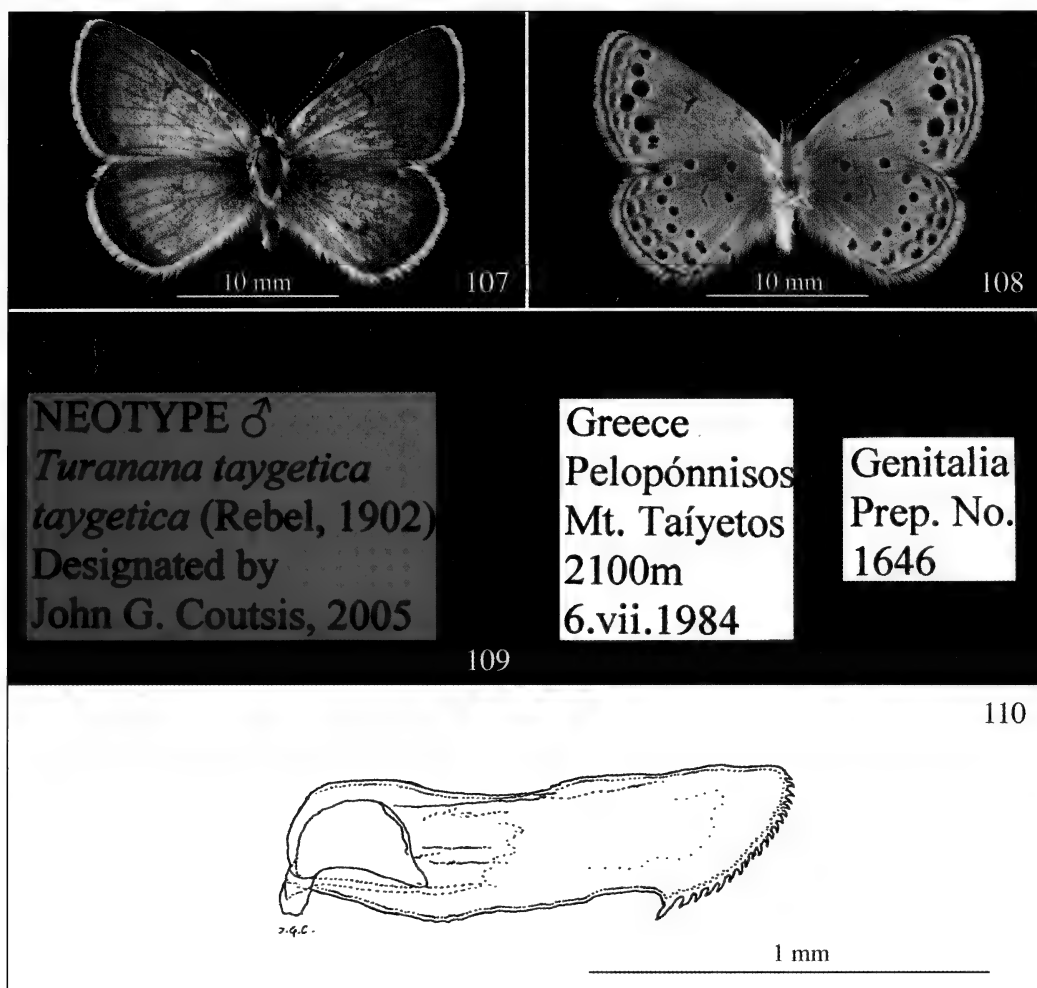 10 mm
107
10 mm
108
NEOTYPE ♂
Turanana taygetica
taygetica (Rebel, 1902)
Designated by
John G. Coutsis, 2005
Greece
Pelopónnisos
Mt. Taíyetos
2100m
6.vii.1984
Genitalia
Prep. No.
1646
109
110
J.G.C.
1 mm